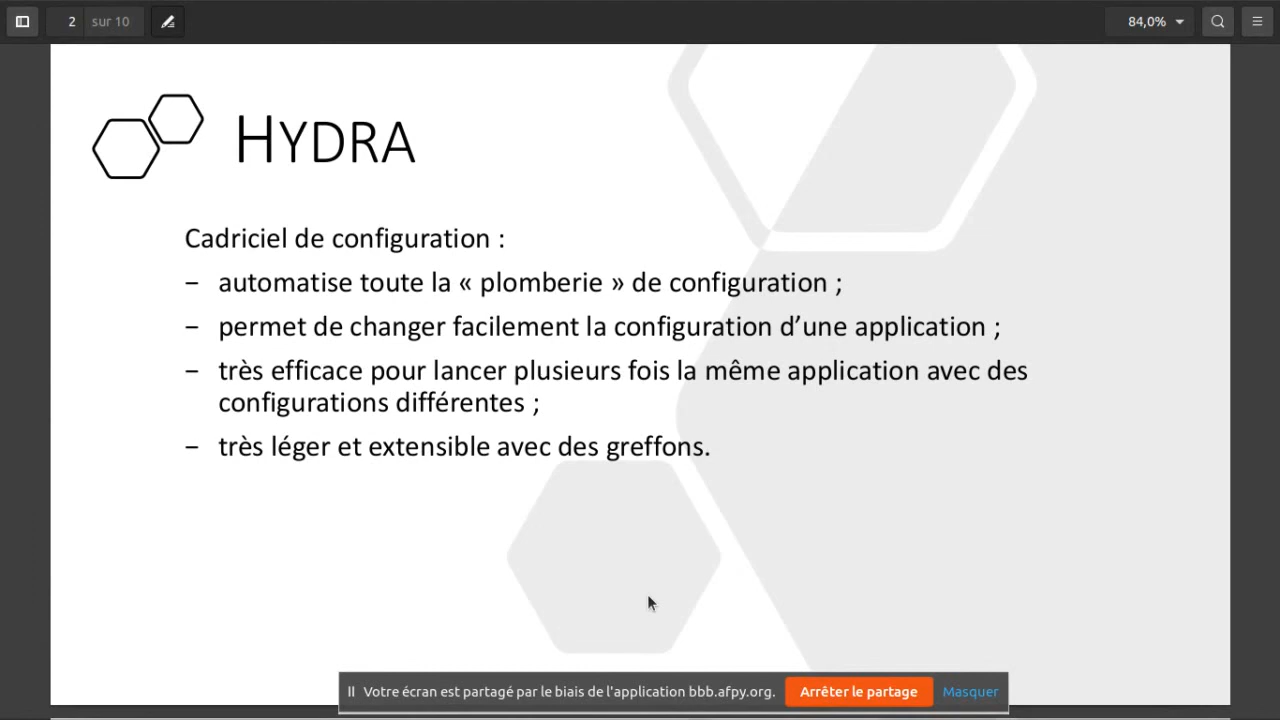 2 sur 10
84,0%
HYDRA
Cadriciel de configuration :
− automatise toute la « plomberie » de configuration ;
− permet de changer facilement la configuration d’une application ;
− très efficace pour lancer plusieurs fois la même application avec des
configurations différentes ;
− très léger et extensible avec des greffons.
Votre écran est partagé par le biais de l'application bbb.afpy.org.
Arrêter le partage
Masquer